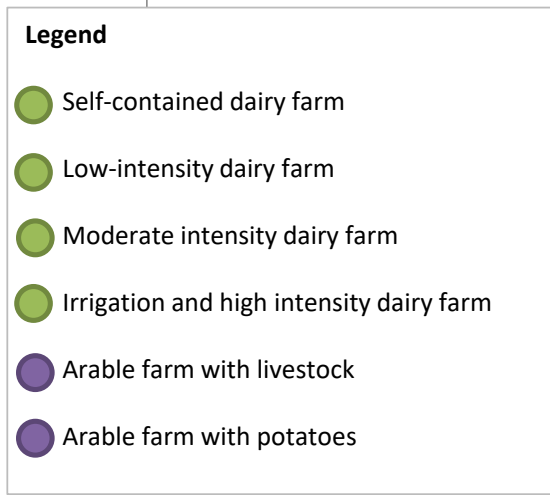 Legend
Self-contained dairy farm
Low-intensity dairy farm
Moderate intensity dairy farm
Irrigation and high intensity dairy farm
Arable farm with livestock
Arable farm with potatoes